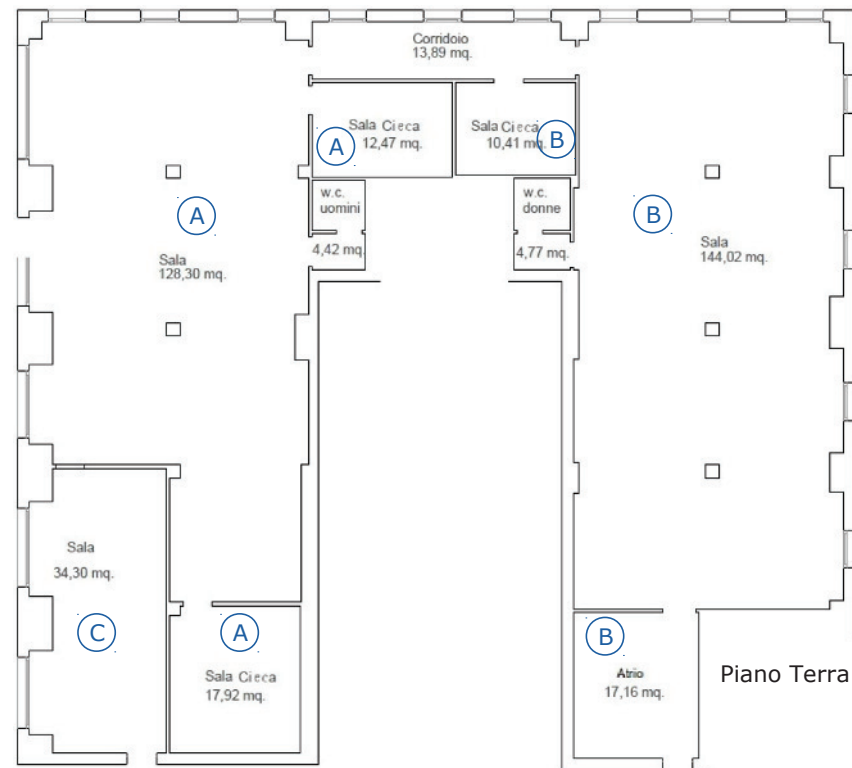 Corridoio
13,89 mq.
Sala Cieca
12,47 mq.
A
Sala Cieca
10,41 mq.
B
w.c.
uomini
4,42 mq.
w.c.
donne
4,77 mq.
A
Sala
128,30 mq.
B
Sala
144,02 mq.
Sala
34,30 mq.
C
A
Sala Cieca
17,92 mq.
B
Atrio
17,16 mq.
Piano Terra